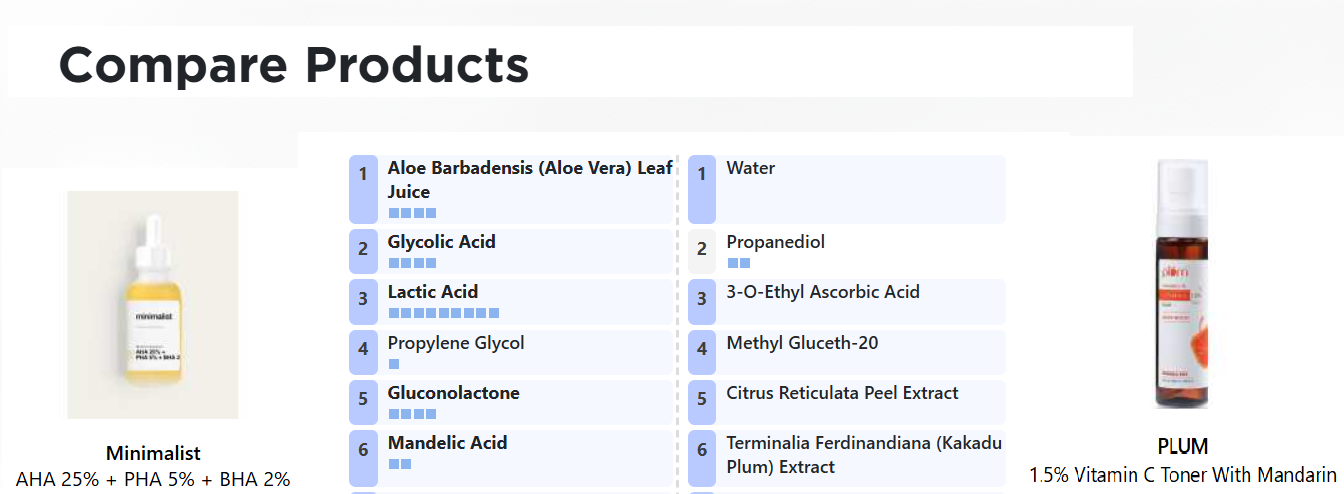 Compare Products
1 Aloe Barbadensis (Aloe Vera) Leaf
Juice
2 Glycolic Acid
3 Lactic Acid
4 Propylene Glycol
5 Gluconolactone
6 Mandelic Acid
1 Water
2 Propanediol
3 3-O-Ethyl Ascorbic Acid
4 Methyl Gluceth-20
5 Citrus Reticulata Peel Extract
6 Terminalia Ferdinandiana (Kakadu
Plum) Extract
minimalist
AHA 25% +
PHA 5% + BHA 2
Minimalist
AHA 25% + PHA 5% + BHA 2%
plum
PLUM
1.5% Vitamin C Toner With Mandarin